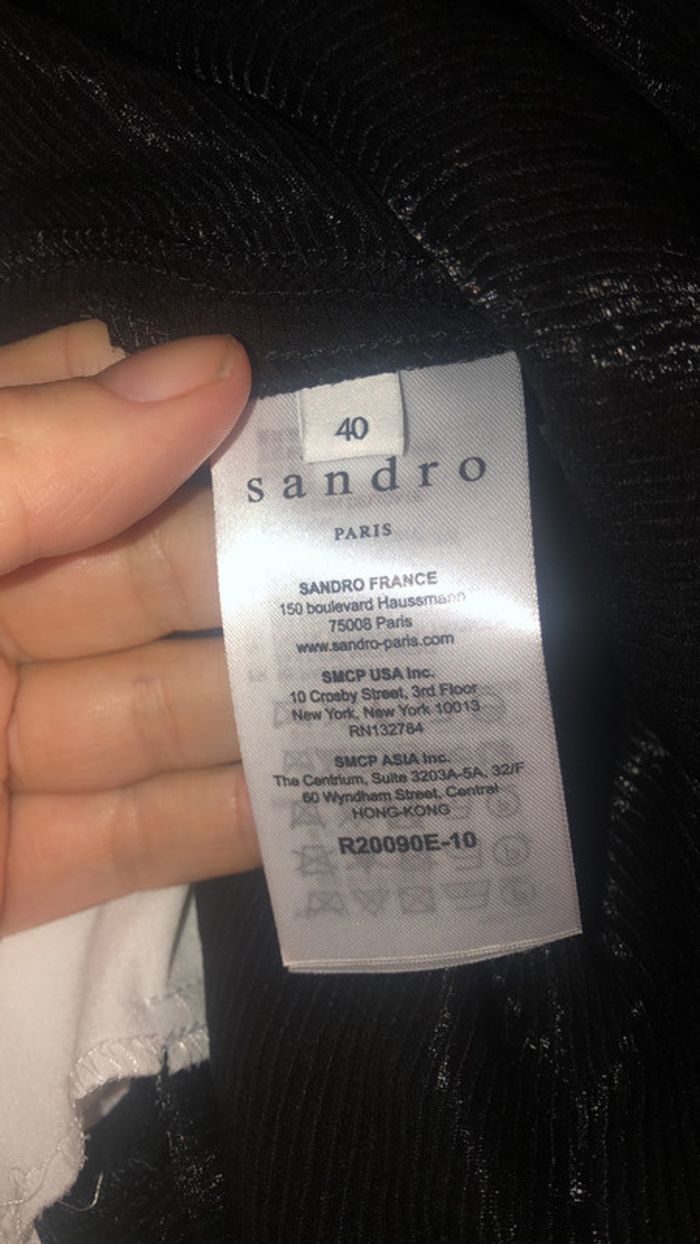 40
sandro
PARIS
SANDRO FRANCE
150 boulevard Haussmann
75008 Paris
www.sandro-paris.com
SMCP USA Inc.
10 Crosby Street, 3rd Floor
New York, New York 10013
RN132784
SMCP ASIA Inc.
The Centrium, Suite 3203A-5A, 32/F
60 Wyndham Street, Central
HONG-KONG
R20090E-10